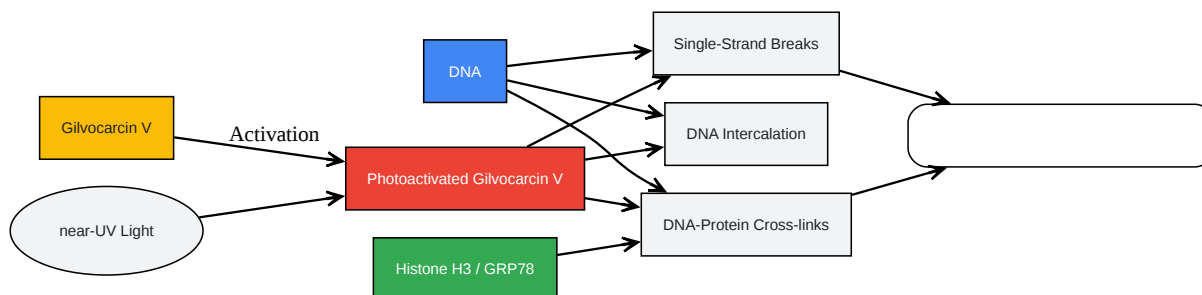 Gilvocarcin V
near-UV Light
Activation
Photoactivated Gilvocarcin V
DNA
Histone H3 / GRP78
Single-Strand Breaks
DNA Intercalation
DNA-Protein Cross-links